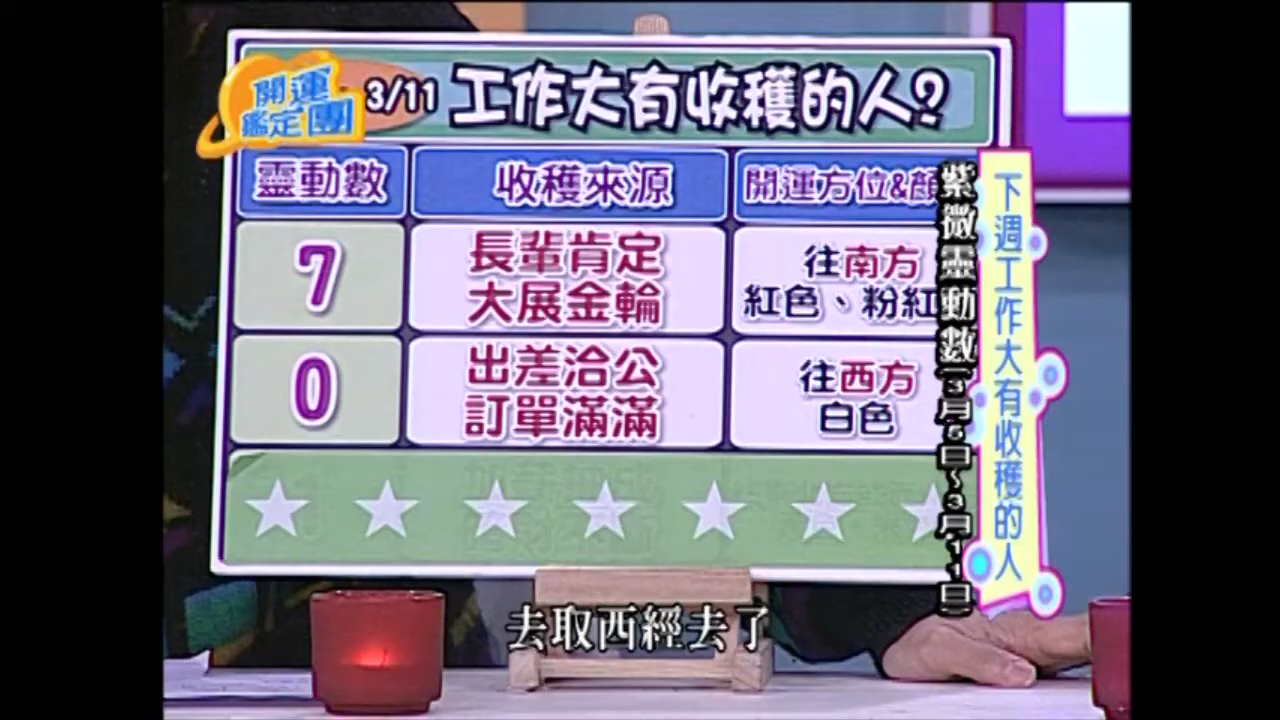 開運
鑑定團
3/11 工作大有收穫的人?
靈動數
收穫來源
開運方位&顏
7
長輩肯定
大展金輪
往南方
紅色、粉紅
0
出差洽公
訂單滿滿
往西方
白色
紫微靈動數(3月5日~3月11日)
下週工作大有收穫的人
去取西經去了